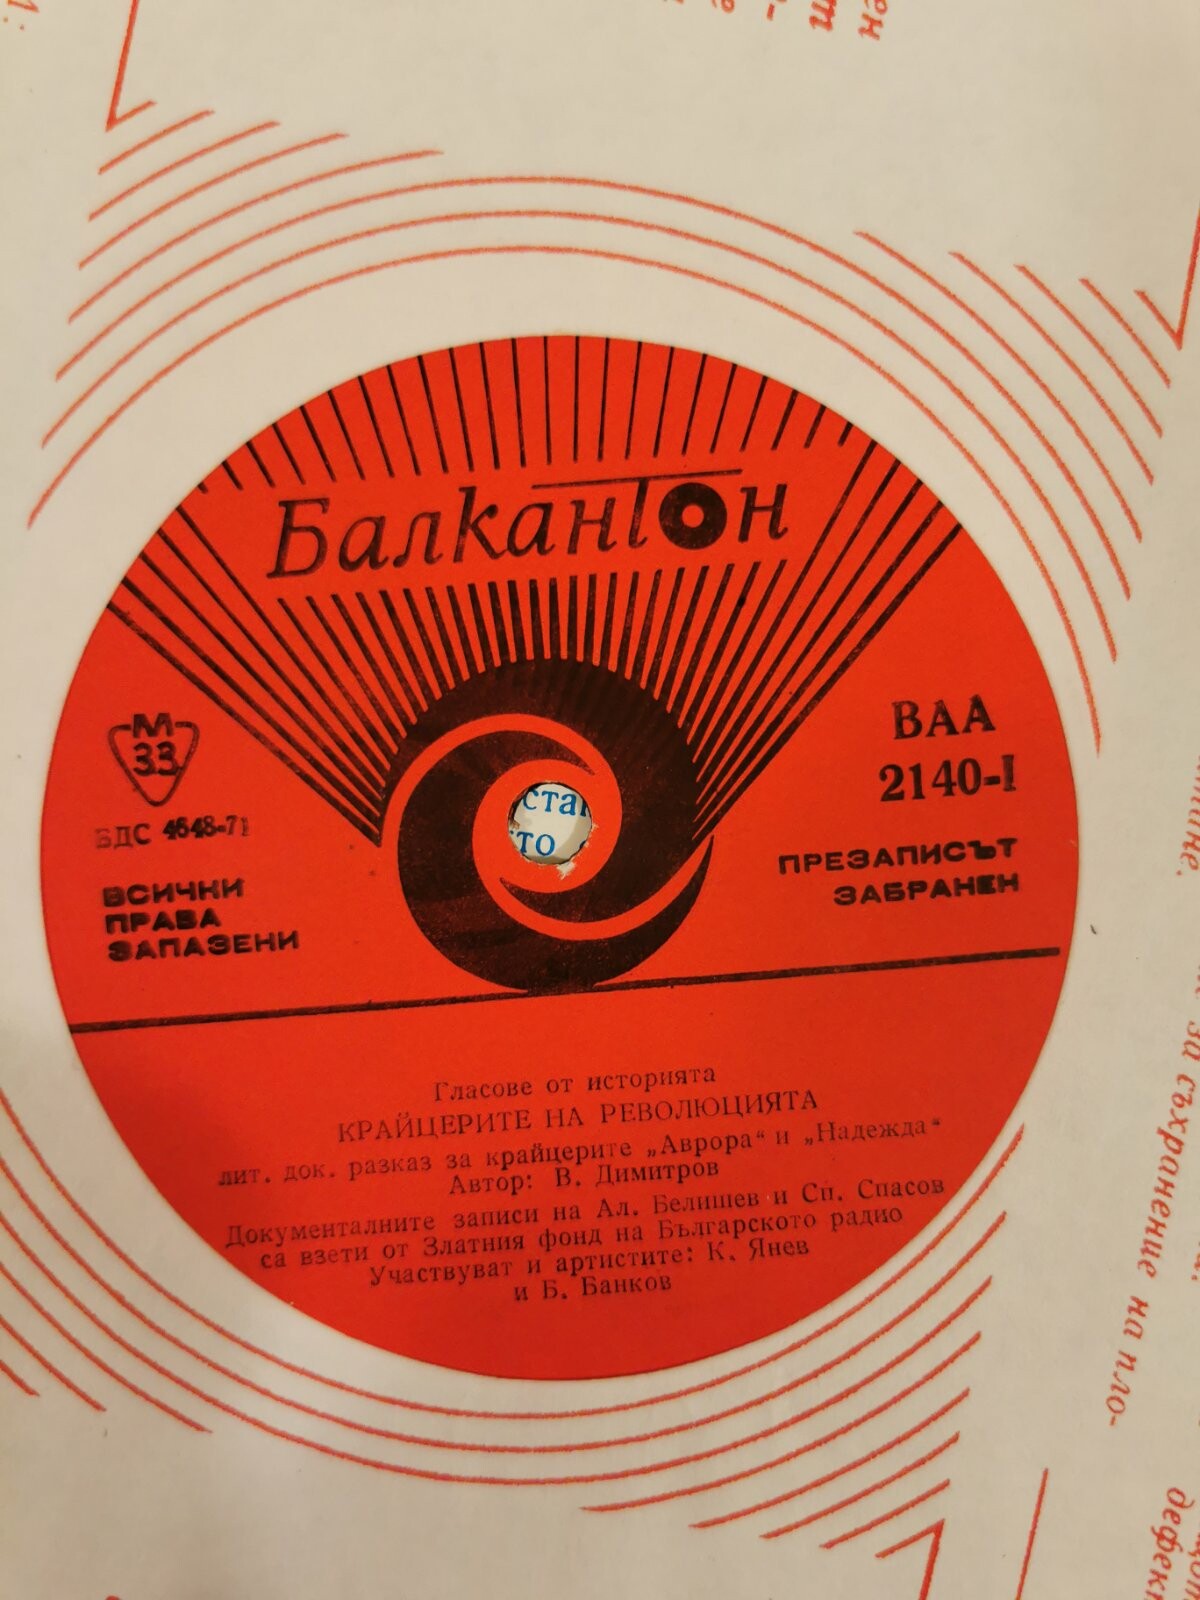 Балкантон
М
33
БДС 4648-71
ВСИЧКИ
ПРАВА
ЗАПАЗЕНИ
ВАА
2140-I
ПРЕЗАПИСЪТ
ЗАБРАНЕН
Гласове от историята
КРАЙЦЕРИТЕ НА РЕВОЛЮЦИЯТА
лит. док. разказ за крайцерите „Аврора“ и „Надежда“
Автор: В. Димитров
Документалните записи на Ал. Белишев и Сп. Спасов
са взети от Златния фонд на Българското радио
Участвуват и артистите: К. Янев
и Б. Банков
за съхранение на пло-